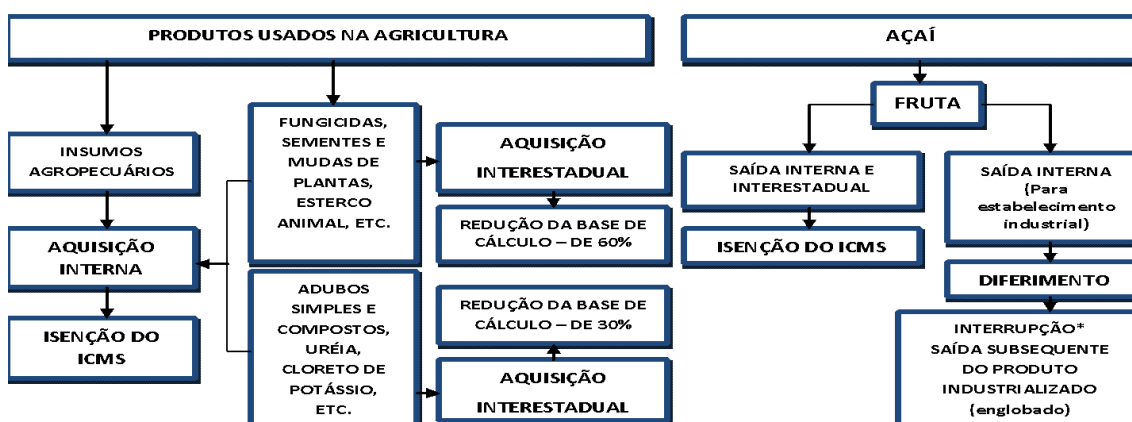 PRODUTOS USADOS NA AGRICULTURA
INSUMOS
AGROPECUÁRIOS
AQUISIÇÃO
INTERNA
ISENÇÃO DO
ICMS
FUNGICIDAS,
SEMENTES E
MUDAS DE
PLANTAS,
ESTERCO
ANIMAL, ETC.
AQUISIÇÃO
INTERESTADUAL
REDUÇÃO DA BASE DE
CÁLCULO – DE 60%
ADUBOS
SIMPLES E
COMPOSTOS,
URÉIA,
CLORETO DE
POTÁSSIO,
ETC.
REDUÇÃO DA BASE DE
CÁLCULO – DE 30%
AQUISIÇÃO
INTERESTADUAL
AÇAÍ
FRUTA
SAÍDA INTERNA E
INTERESTADUAL
ISENÇÃO DO ICMS
SAÍDA INTERNA
(Para
estabelecimento
industrial)
DIFERIMENTO
INTERRUPÇÃO*
SAÍDA SUBSEQUENTE
DO PRODUTO
INDUSTRIALIZADO
(englobado)